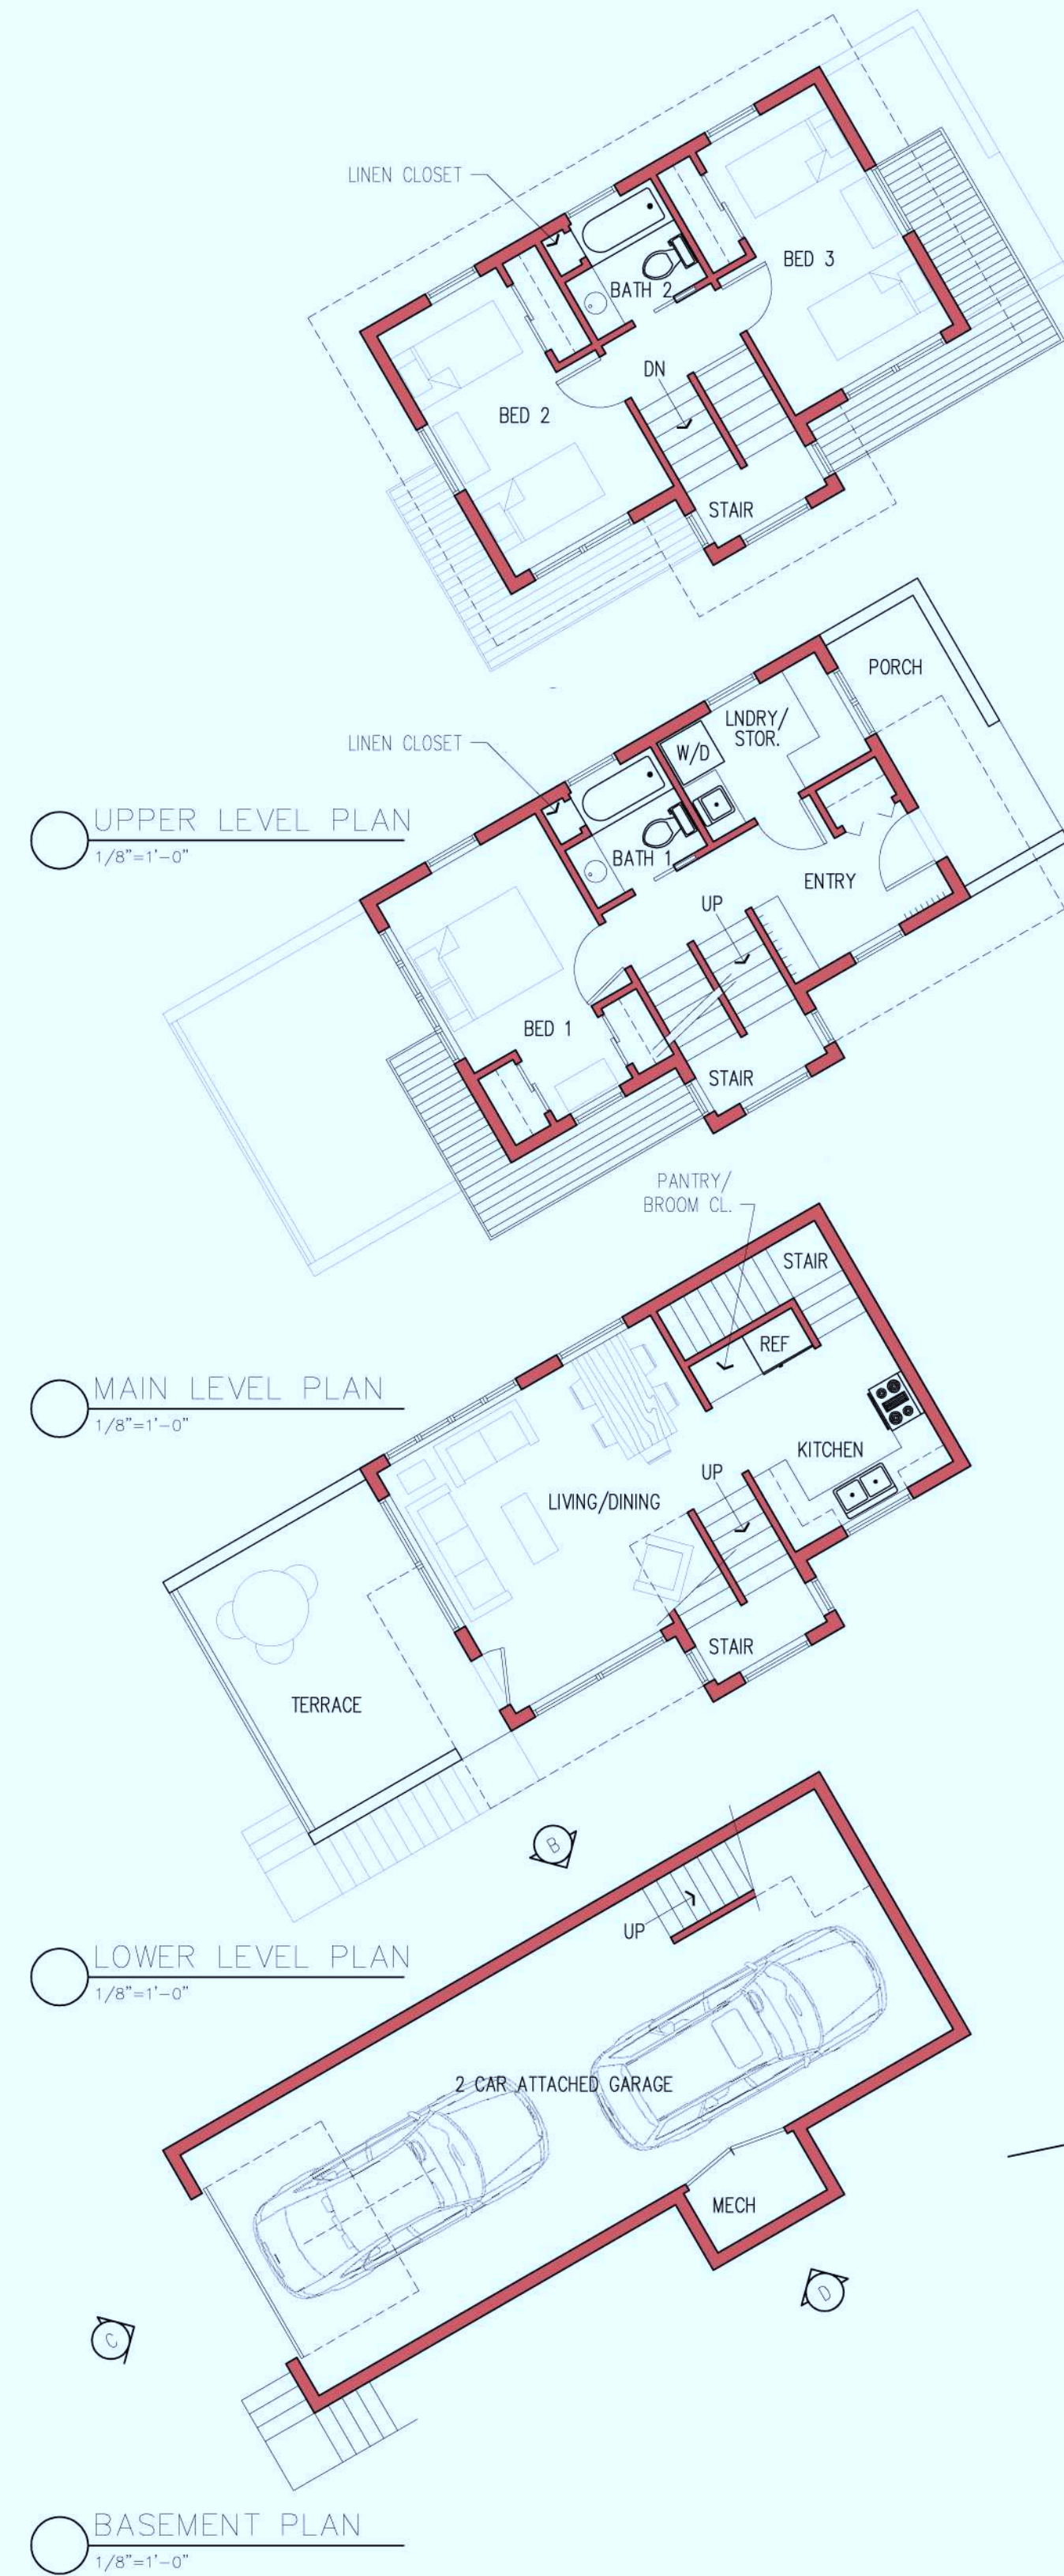 LINEN CLOSET
BED 3
BATH 2
DN
BED 2
STAIR
UPPER LEVEL PLAN
1/8"=1'-0"
PORCH
LNDRY/
STOR.
LINEN CLOSET
W/D
BATH 1
ENTRY
UP
BED 1
STAIR
MAIN LEVEL PLAN
1/8"=1'-0"
PANTRY/
BROOM CL.
STAIR
REF
KITCHEN
UP
LIVING/DINING
STAIR
TERRACE
LOWER LEVEL PLAN
1/8"=1'-0"
B
UP
2 CAR ATTACHED GARAGE
MECH
D
C
BASEMENT PLAN
1/8"=1'-0"